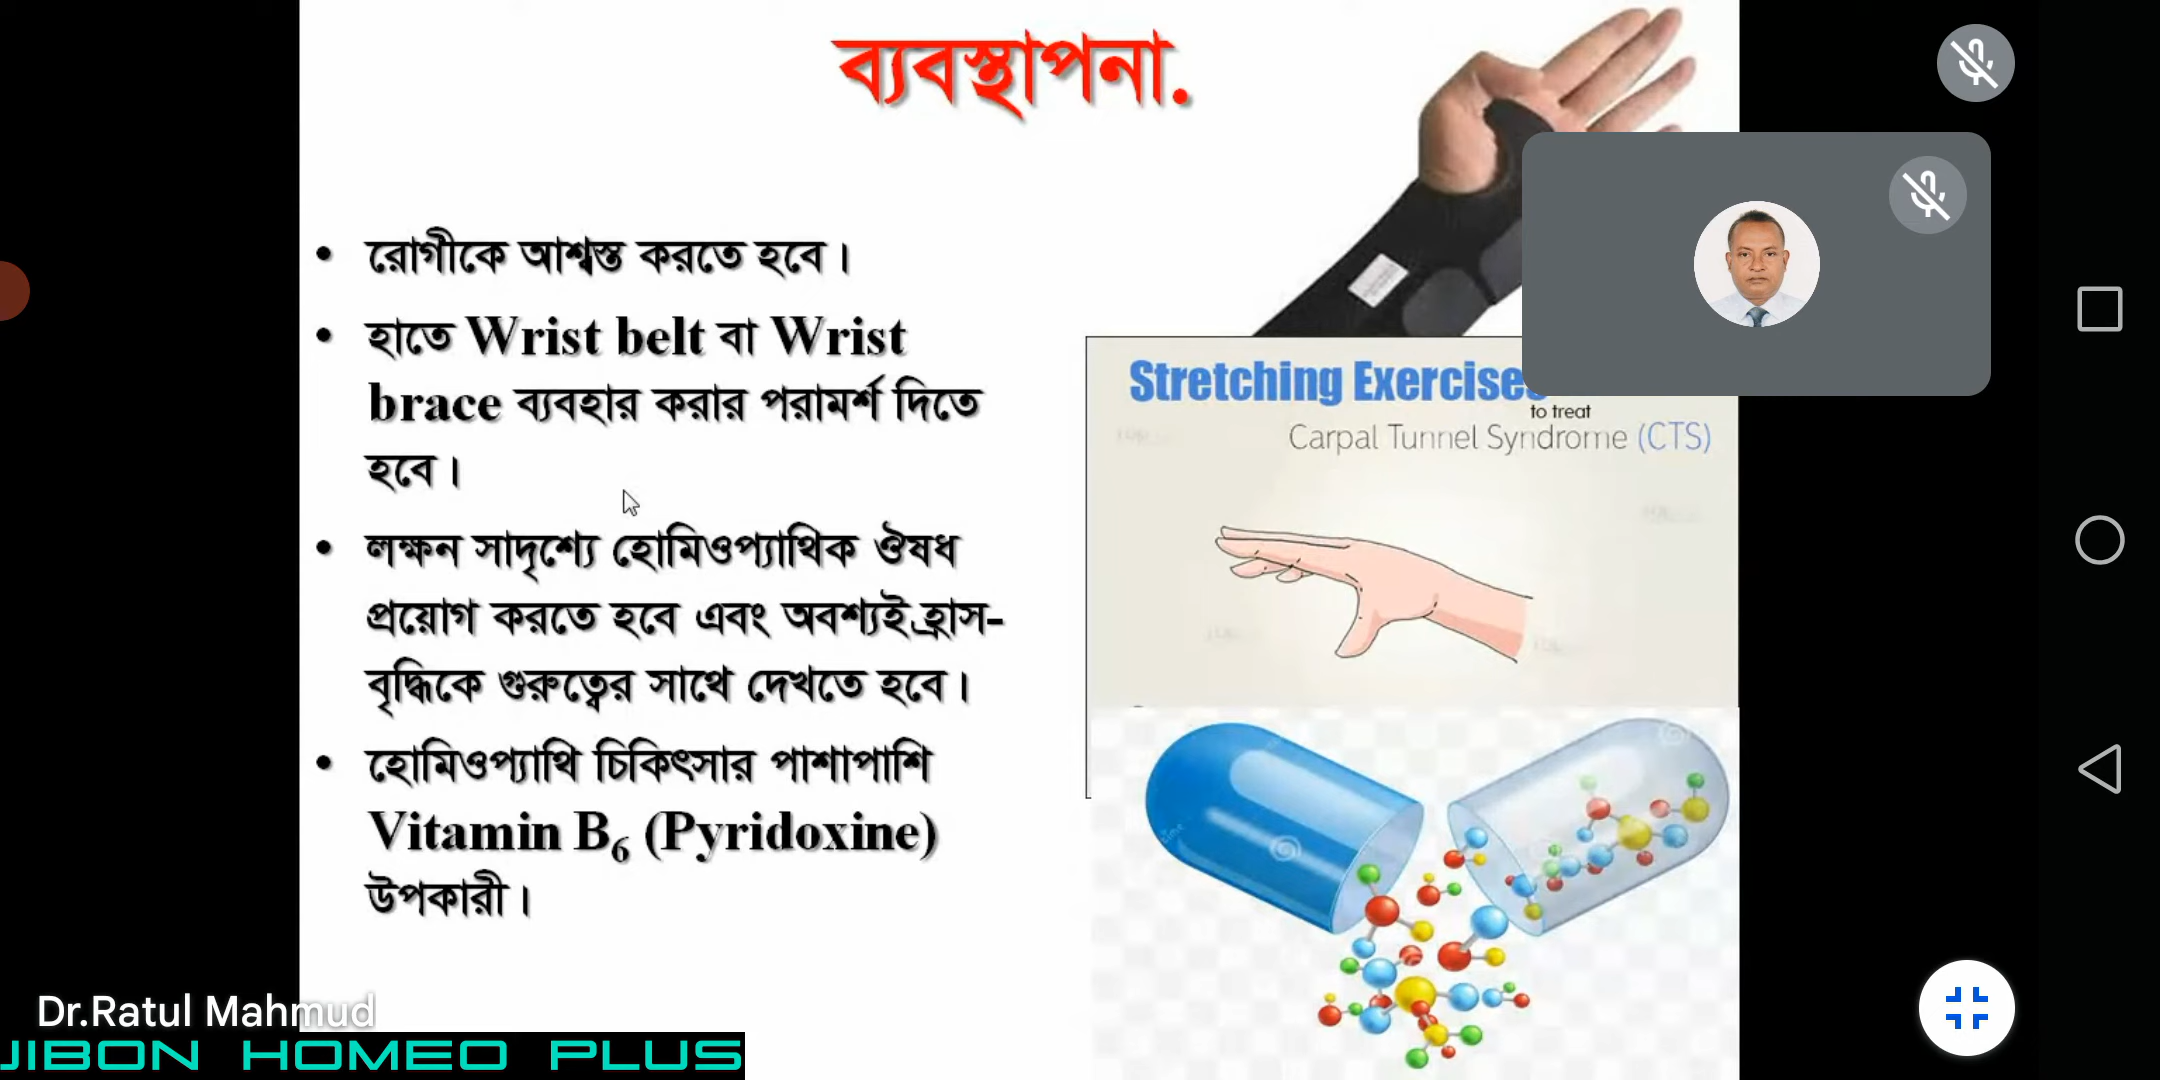 ব্যবস্থাপনা.
• রোগীকে আশ্বস্ত করতে হবে।
• হাতে Wrist belt বা Wrist
brace ব্যবহার করার পরামর্শ দিতে
হবে।
• লক্ষন সাদৃশ্যে হোমিওপ্যাথিক ঔষধ
প্রয়োগ করতে হবে এবং অবশ্যই হ্রাস-
বৃদ্ধিকে গুরুত্বের সাথে দেখতে হবে।
• হোমিওপ্যাথি চিকিৎসার পাশাপাশি
Vitamin B₆ (Pyridoxine)
উপকারী।
Stretching Exercises
to treat
Carpal Tunnel Syndrome (CTS)
Dr.Ratul Mahmud
JIBON HOMEO PLUS